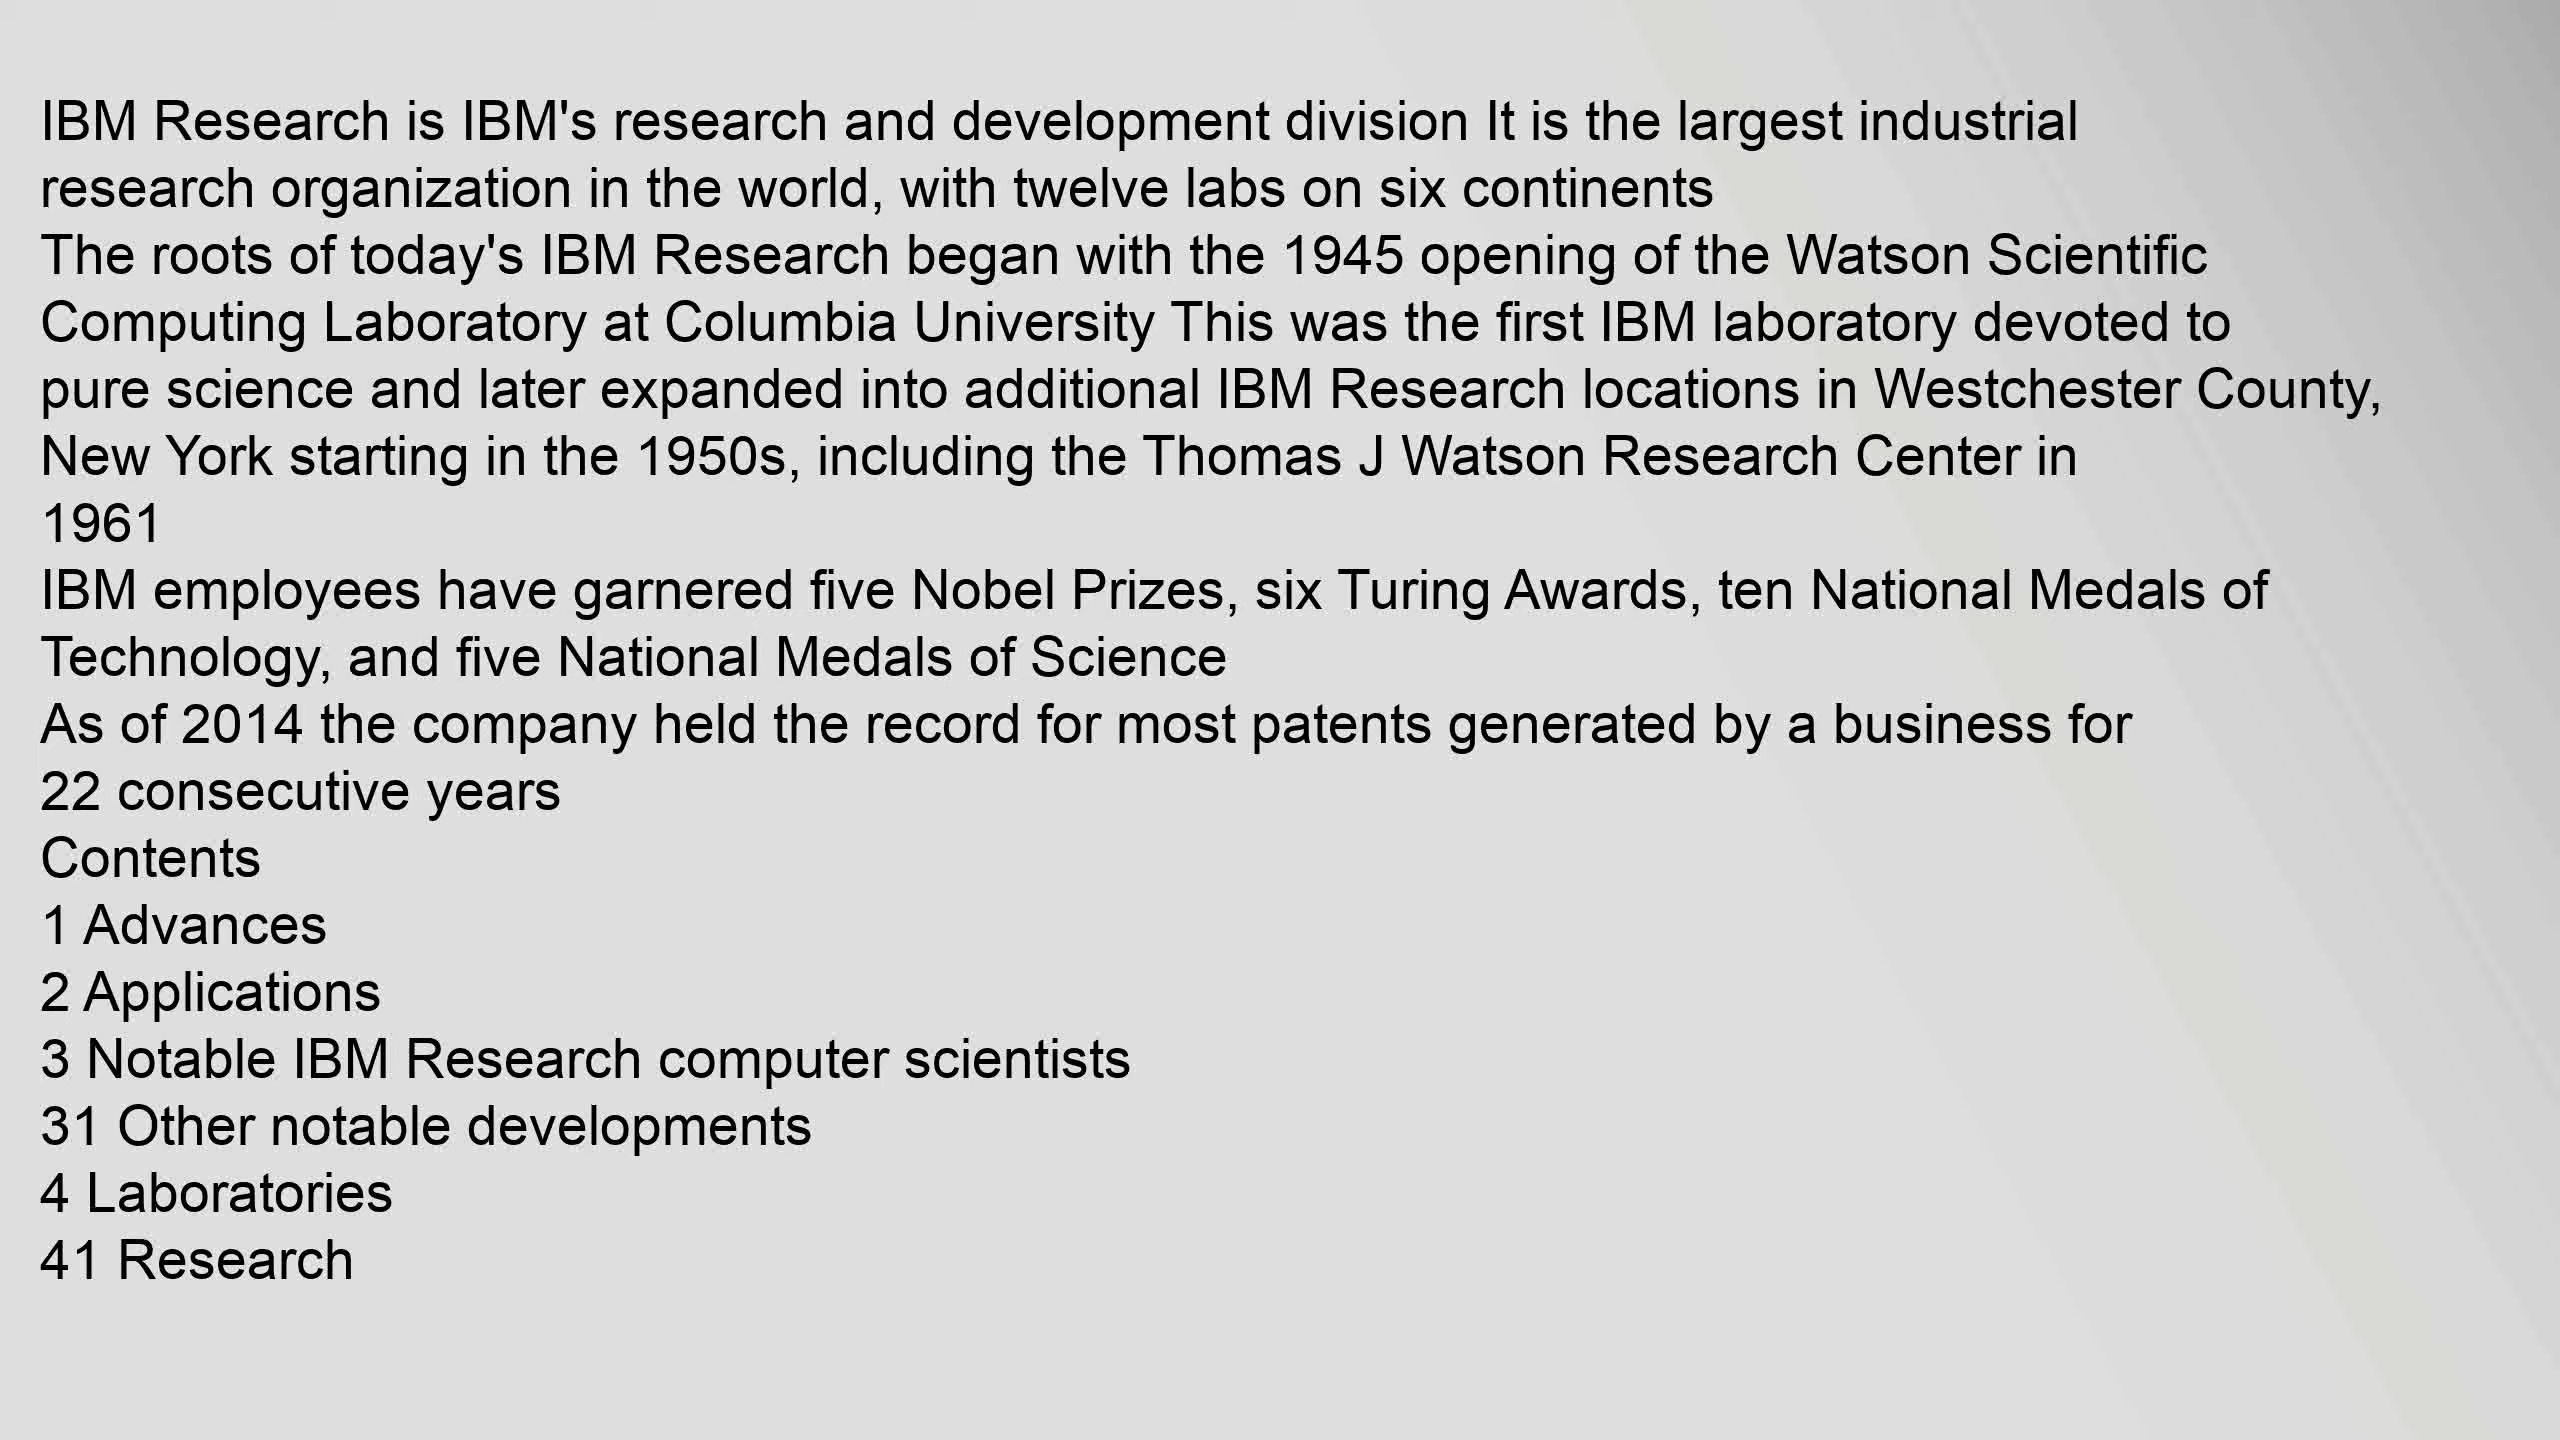 IBM Research is IBM's research and development division It is the largest industrial
research organization in the world, with twelve labs on six continents
The roots of today's IBM Research began with the 1945 opening of the Watson Scientific
Computing Laboratory at Columbia University This was the first IBM laboratory devoted to
pure science and later expanded into additional IBM Research locations in Westchester County,
New York starting in the 1950s, including the Thomas J Watson Research Center in
1961
IBM employees have garnered five Nobel Prizes, six Turing Awards, ten National Medals of
Technology, and five National Medals of Science
As of 2014 the company held the record for most patents generated by a business for
22 consecutive years
Contents
1 Advances
2 Applications
3 Notable IBM Research computer scientists
31 Other notable developments
4 Laboratories
41 Research